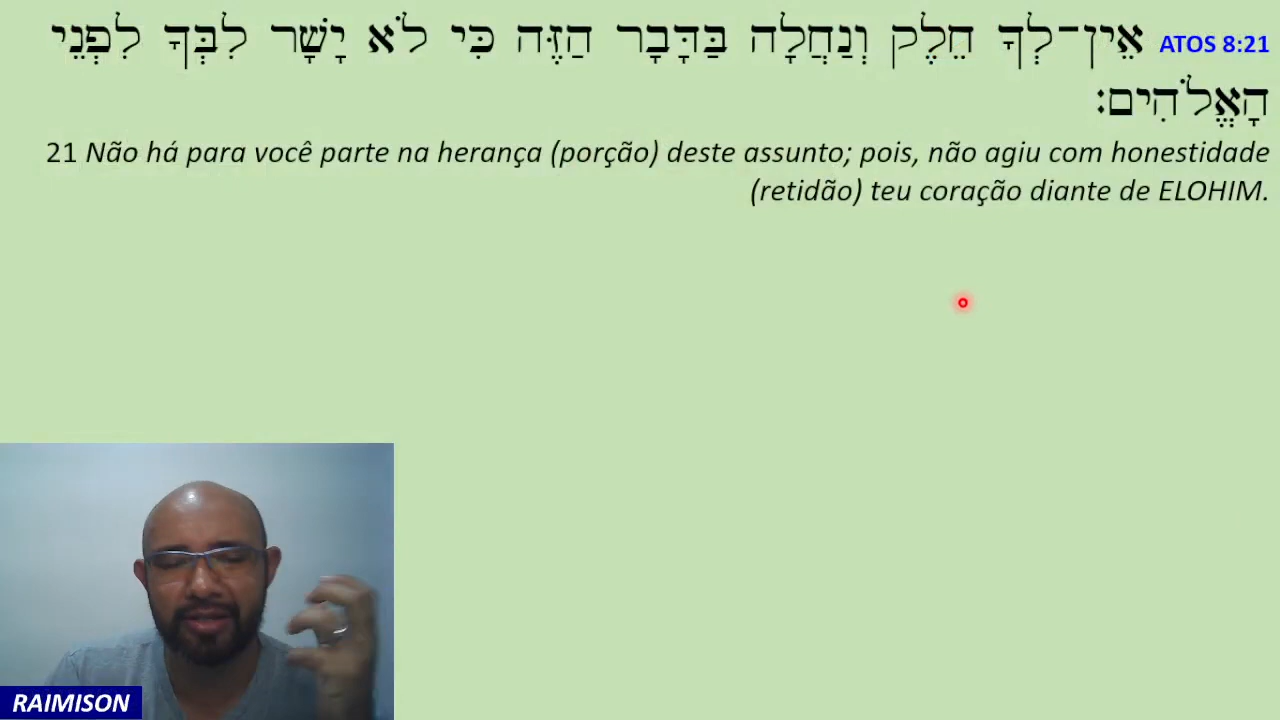 ATOS 8:21 אֵין־לְךָ חֵלֶק וְנַחֲלָה בַּדָּבָר הַזֶּה כִּי לֹא יָשָׁר לִבְּךָ לִפְנֵי
הָאֱלֹהִים׃
21 Não há para você parte na herança (porção) deste assunto; pois, não agiu com honestidade
(retidão) teu coração diante de ELOHIM.
RAIMISON